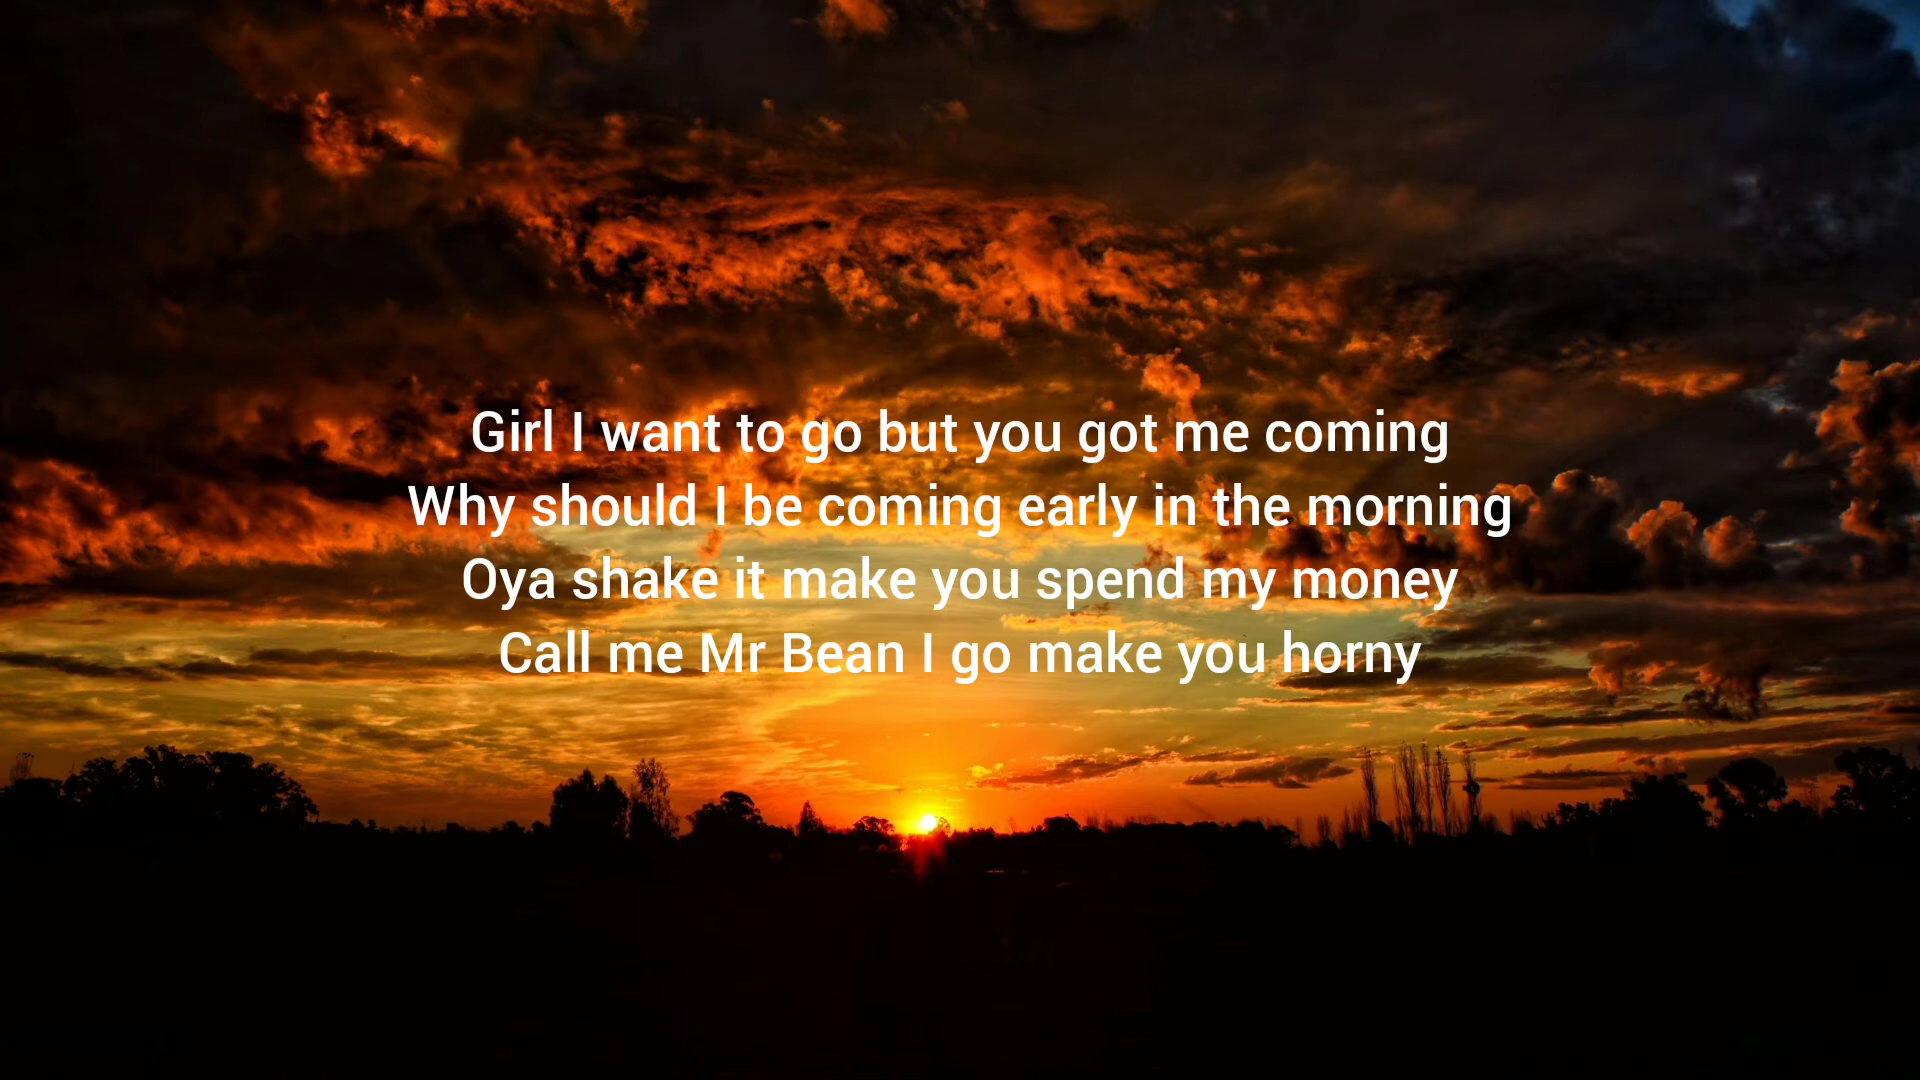 Girl I want to go but you got me coming
Why should I be coming early in the morning
Oya shake it make you spend my money
Call me Mr Bean I go make you horny